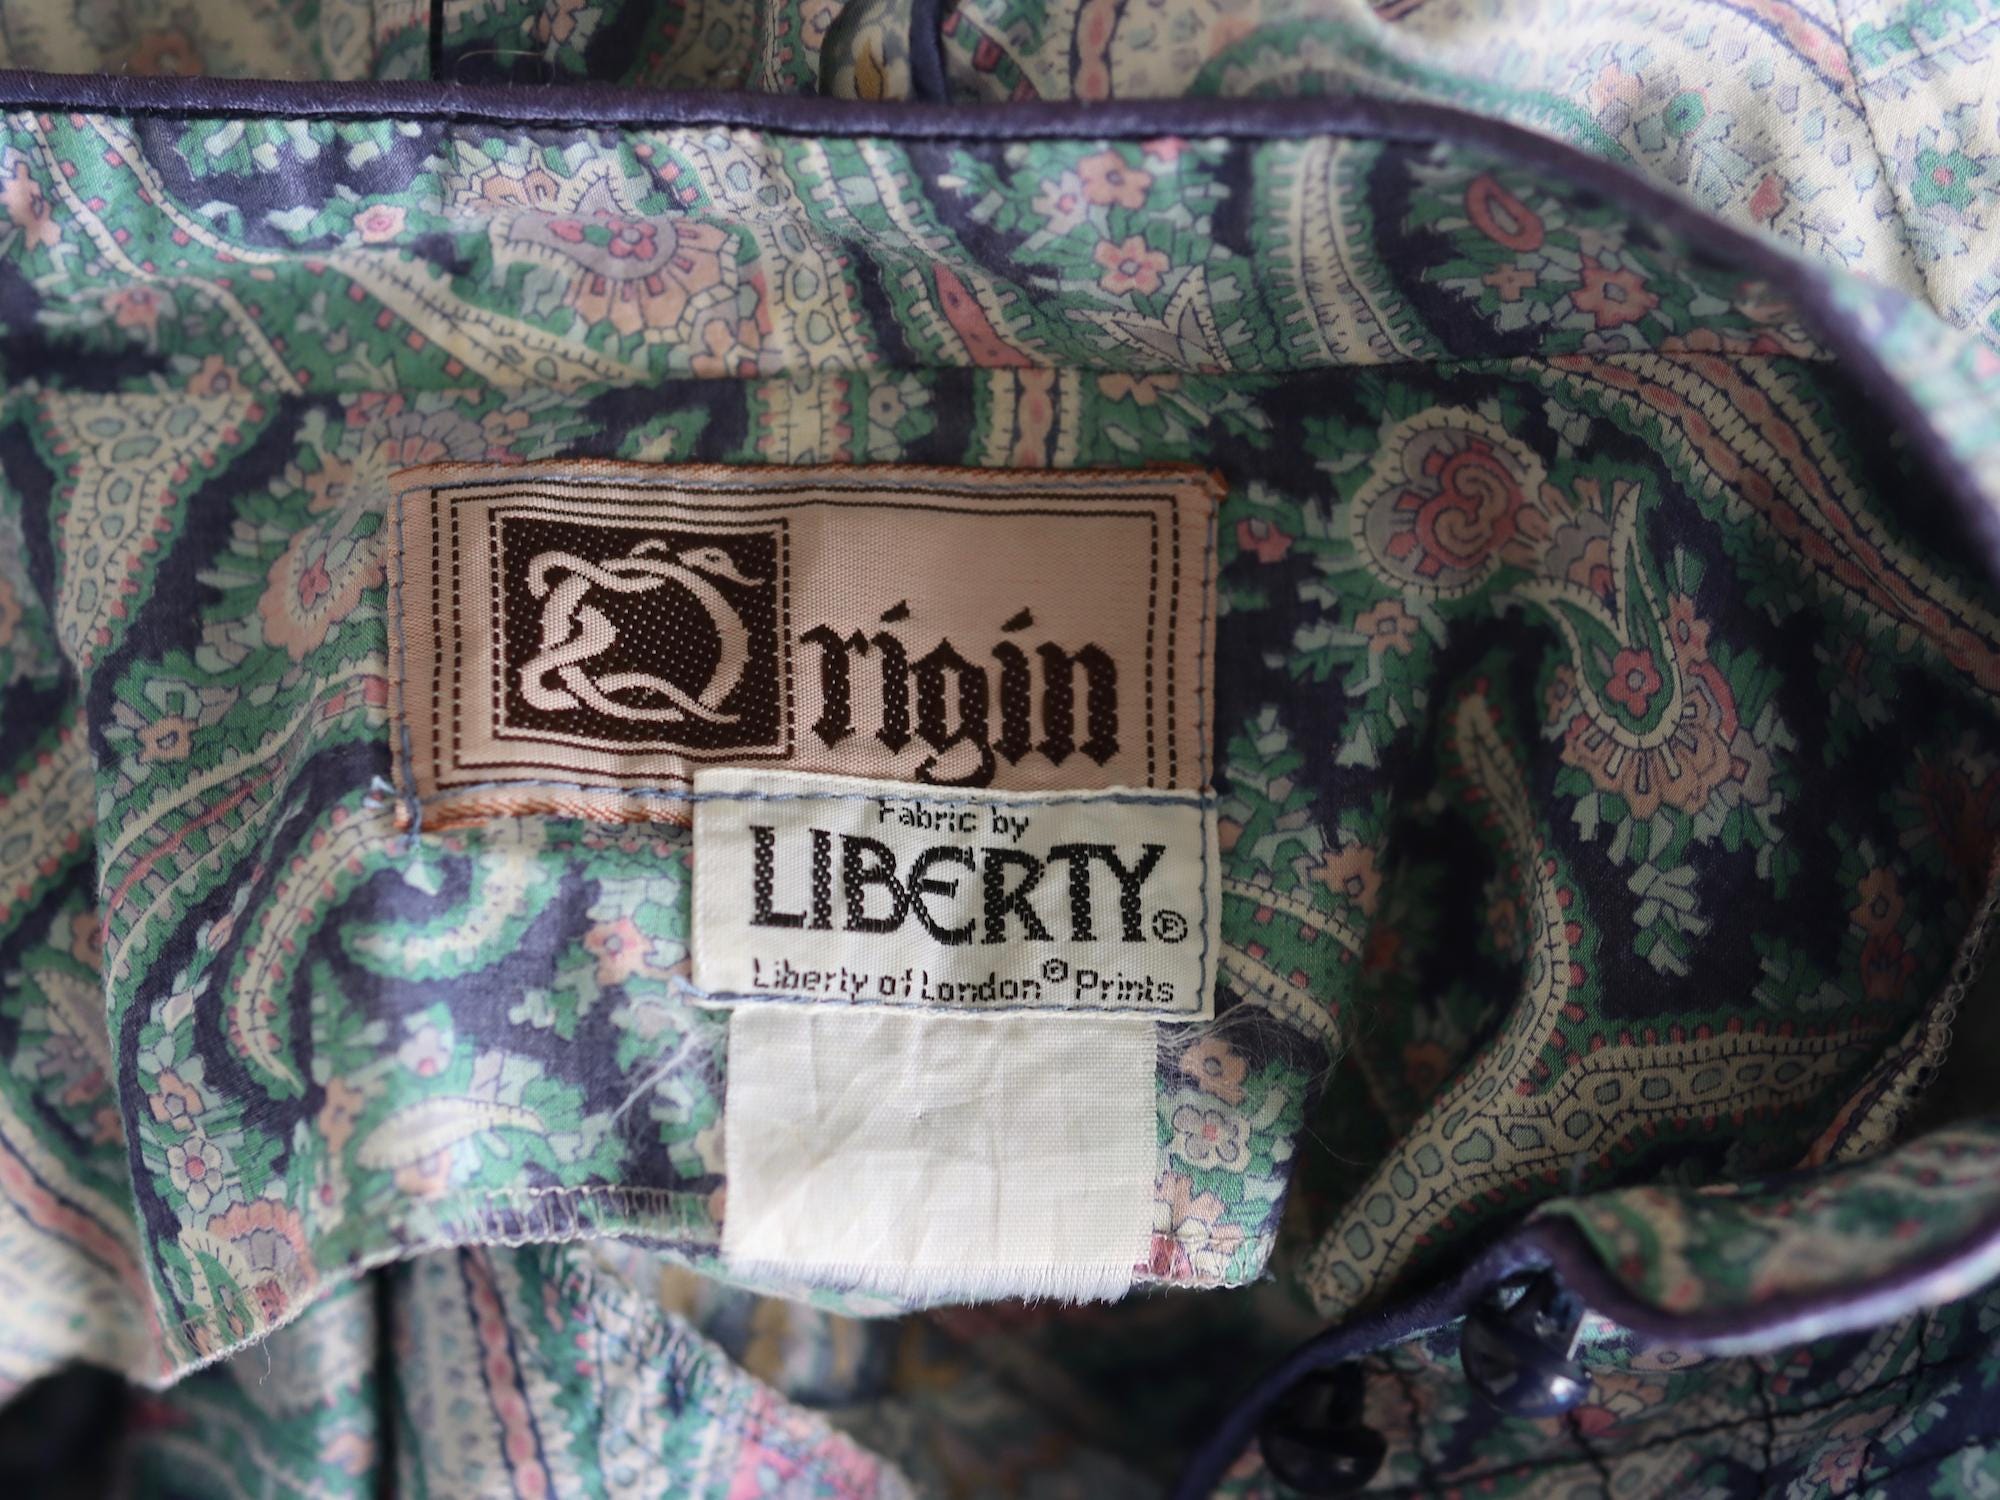 Origin
Fabric by
LIBERTY®
Liberty of London® Prints